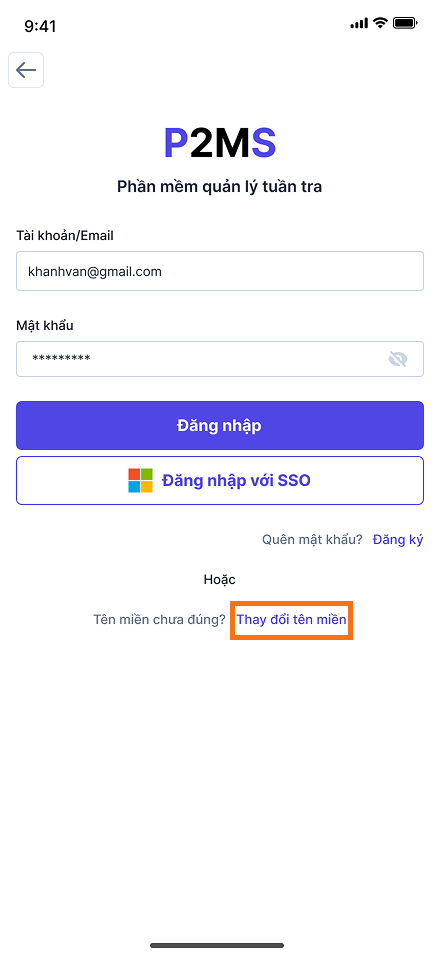 9:41
P2MS
Phần mềm quản lý tuần tra
Tài khoản/Email
khanhvan@gmail.com
Mật khẩu
*********
Đăng nhập
Đăng nhập với SSO
Quên mật khẩu? Đăng ký
Hoặc
Tên miền chưa đúng? Thay đổi tên miền